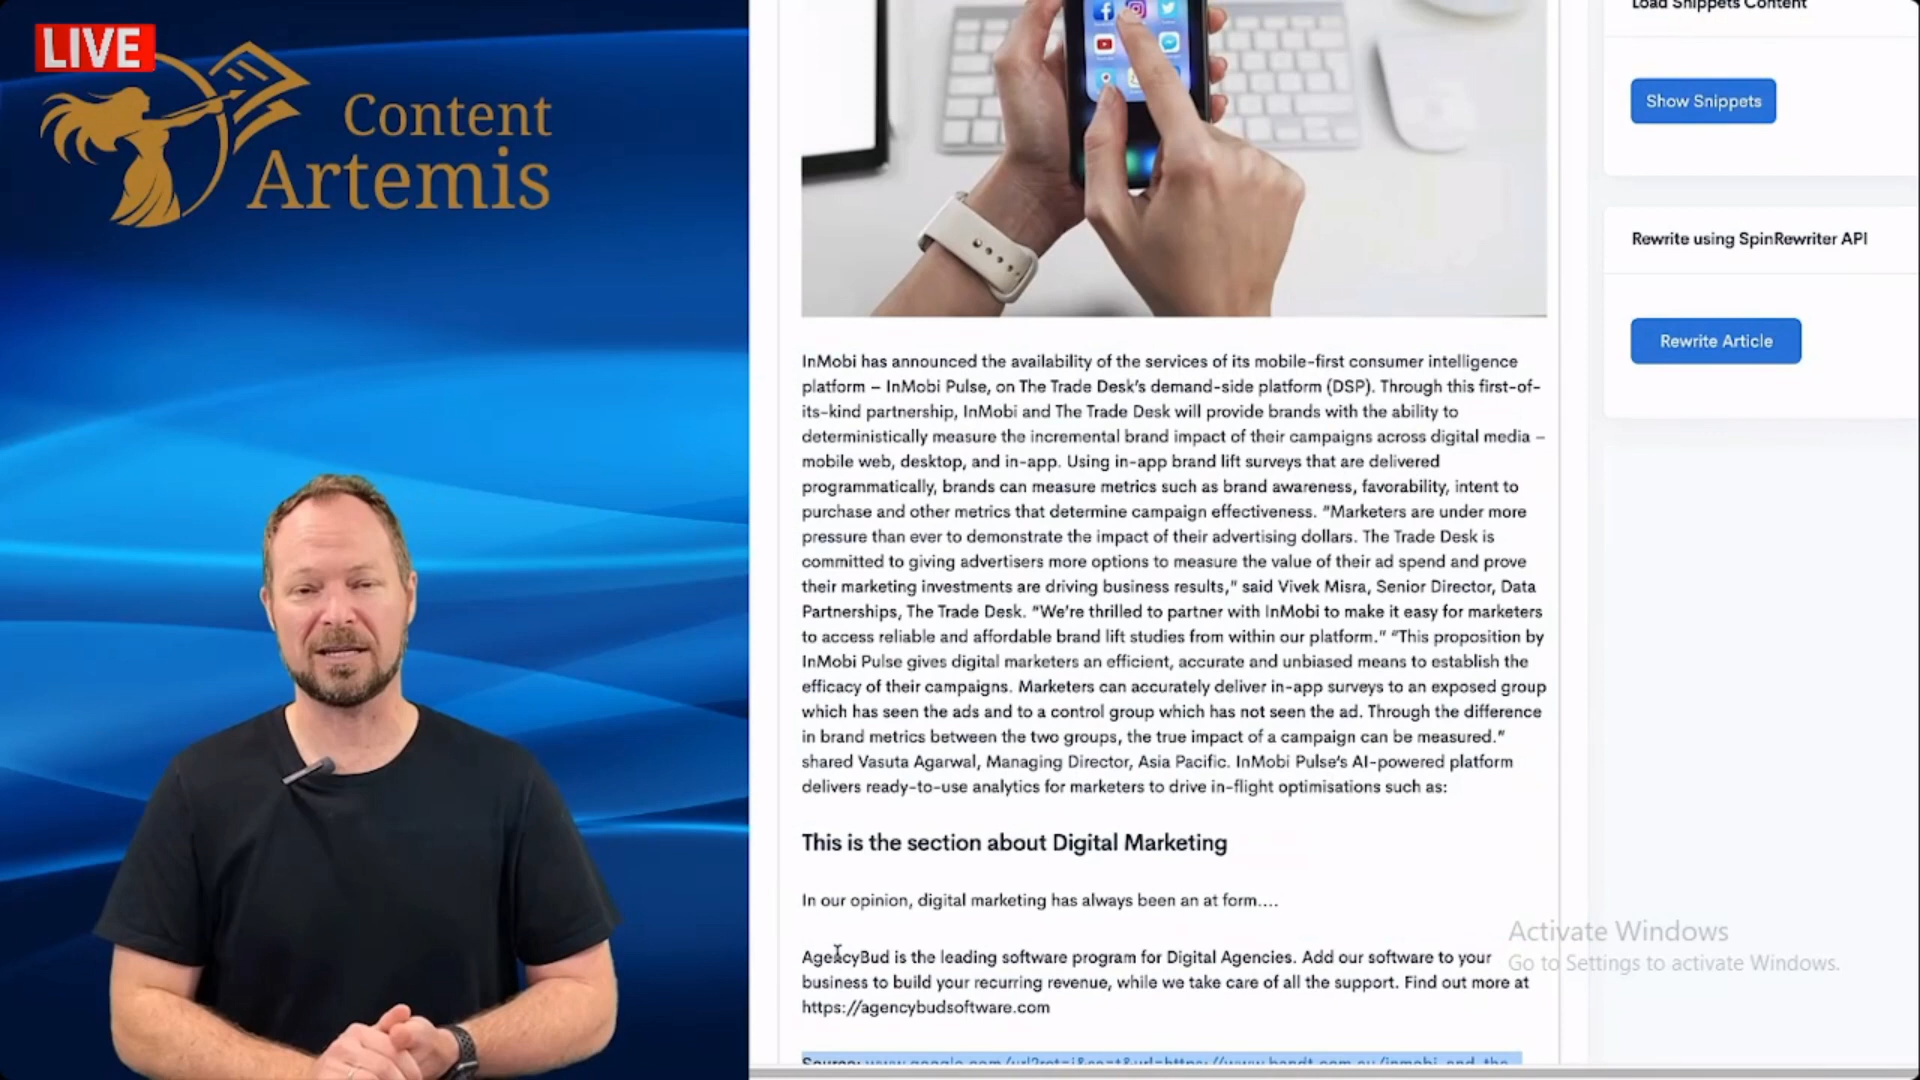 LIVE
Content
Artemis
Load Snippets Content
Show Snippets
Rewrite using SpinRewriter API
Rewrite Article
InMobi has announced the availability of the services of its mobile-first consumer intelligence
platform – InMobi Pulse, on The Trade Desk’s demand-side platform (DSP). Through this first-of-
its-kind partnership, InMobi and The Trade Desk will provide brands with the ability to
deterministically measure the incremental brand impact of their campaigns across digital media –
mobile web, desktop, and in-app. Using in-app brand lift surveys that are delivered
programmatically, brands can measure metrics such as brand awareness, favorability, intent to
purchase and other metrics that determine campaign effectiveness. “Marketers are under more
pressure than ever to demonstrate the impact of their advertising dollars. The Trade Desk is
committed to giving advertisers more options to measure the value of their ad spend and prove
their marketing investments are driving business results,” said Vivek Misra, Senior Director, Data
Partnerships, The Trade Desk. “We’re thrilled to partner with InMobi to make it easy for marketers
to access reliable and affordable brand lift studies from within our platform.” “This proposition by
InMobi Pulse gives digital marketers an efficient, accurate and unbiased means to establish the
efficacy of their campaigns. Marketers can accurately deliver in-app surveys to an exposed group
which has seen the ads and to a control group which has not seen the ad. Through the difference
in brand metrics between the two groups, the true impact of a campaign can be measured.”
shared Vasuta Agarwal, Managing Director, Asia Pacific. InMobi Pulse’s AI-powered platform
delivers ready-to-use analytics for marketers to drive in-flight optimisations such as:
This is the section about Digital Marketing
In our opinion, digital marketing has always been an at form....
AgencyBud is the leading software program for Digital Agencies. Add our software to your
business to build your recurring revenue, while we take care of all the support. Find out more at
https://agencybudsoftware.com
Source: www.google.com/url?rct=j&sa=t&url=https://www.bandt.com.au/inmobi-and-the-
Activate Windows
Go to Settings to activate Windows.